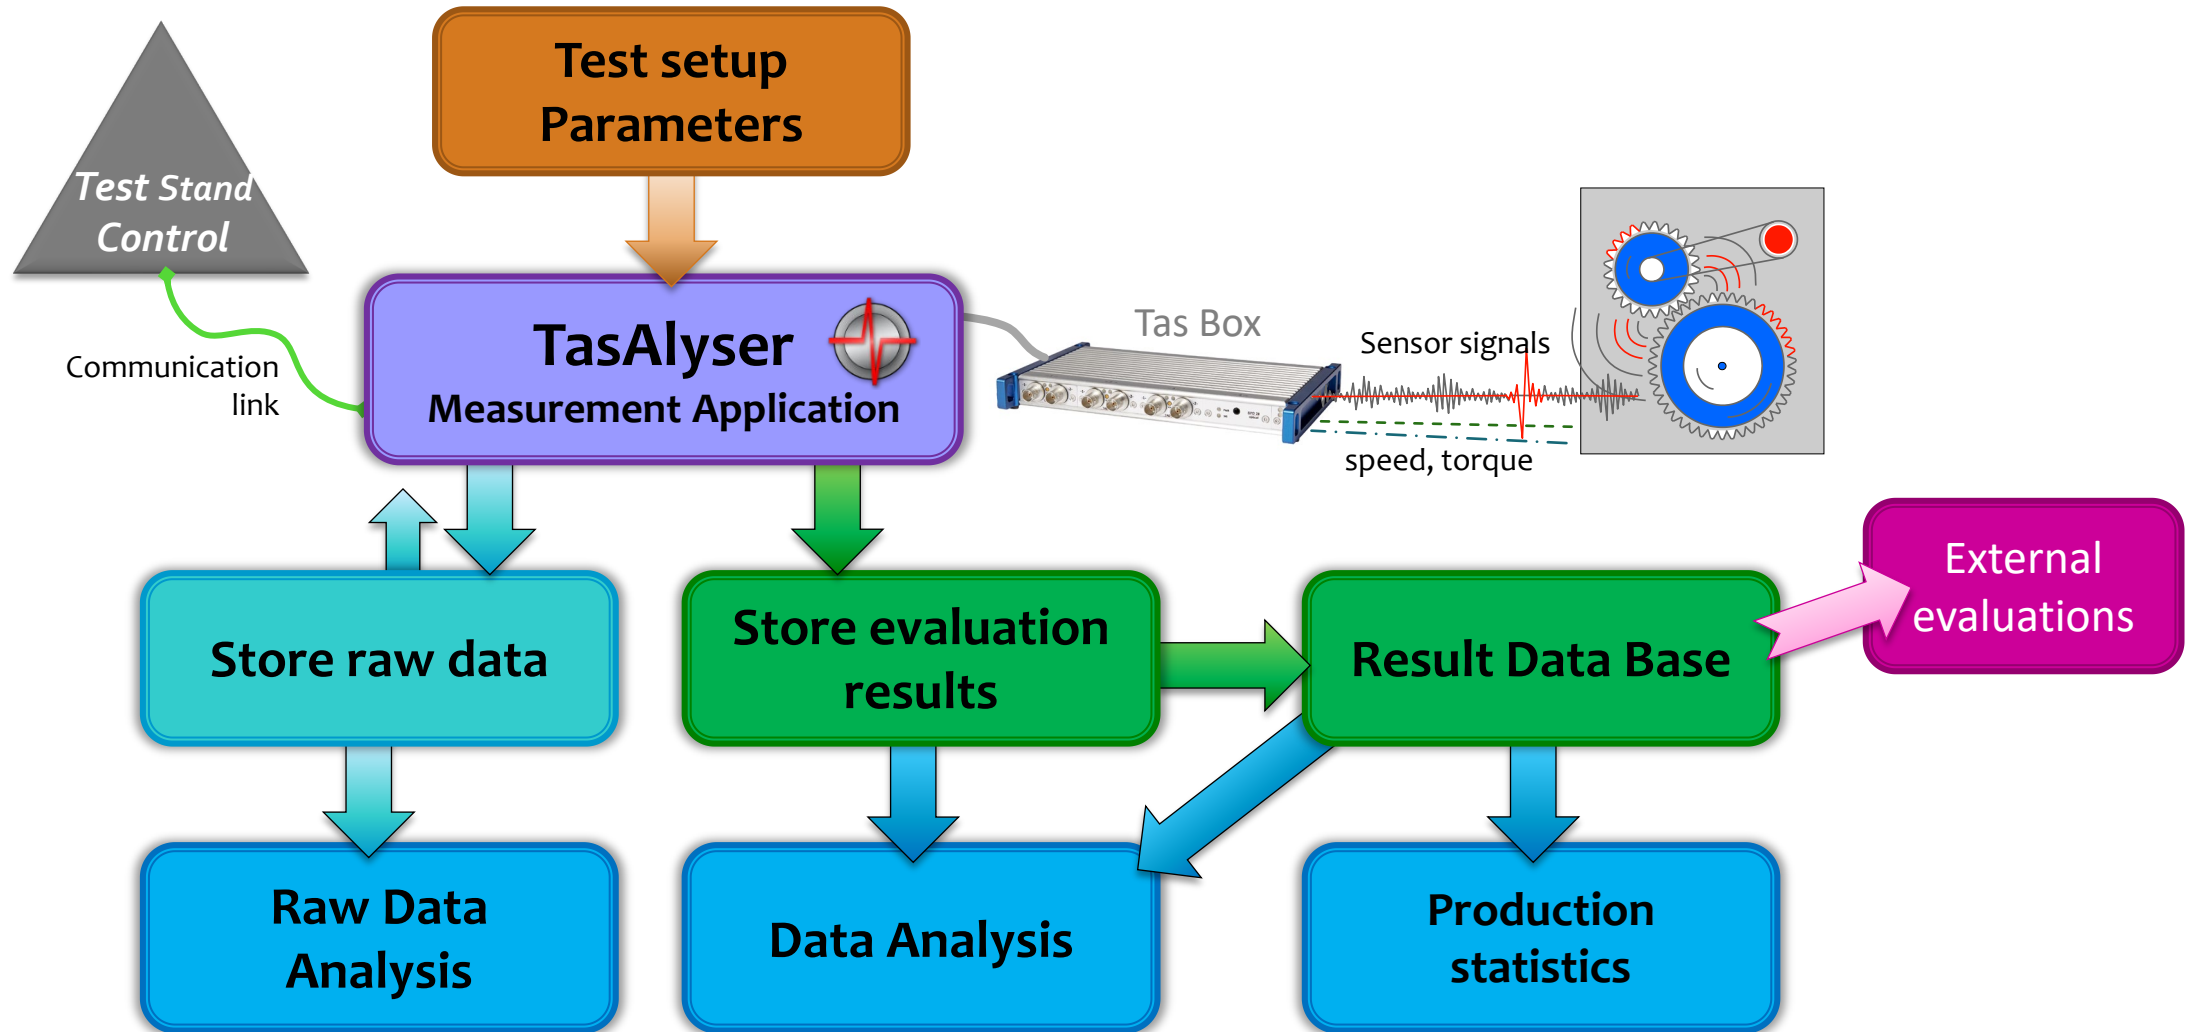 Test setup
Parameters
Test Stand
Control
Communication
link
TasAlyser
Measurement Application
Tas Box
Sensor signals
speed, torque
External
evaluations
Store raw data
Store evaluation
results
Result Data Base
Raw Data
Analysis
Data Analysis
Production
statistics